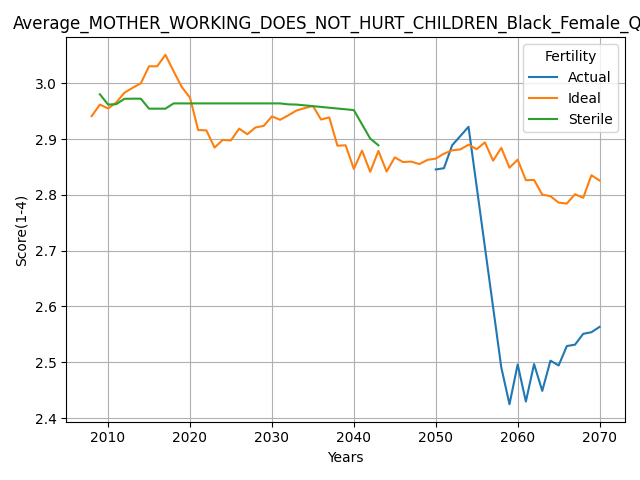 Average_MOTHER_WORKING_DOES_NOT_HURT_CHILDREN_Black_Female_Q
Fertility
Actual
Ideal
Sterile
Score(1-4)
3.0
2.9
2.8
2.7
2.6
2.5
2.4
2010 2020 2030 2040 2050 2060 2070
Years